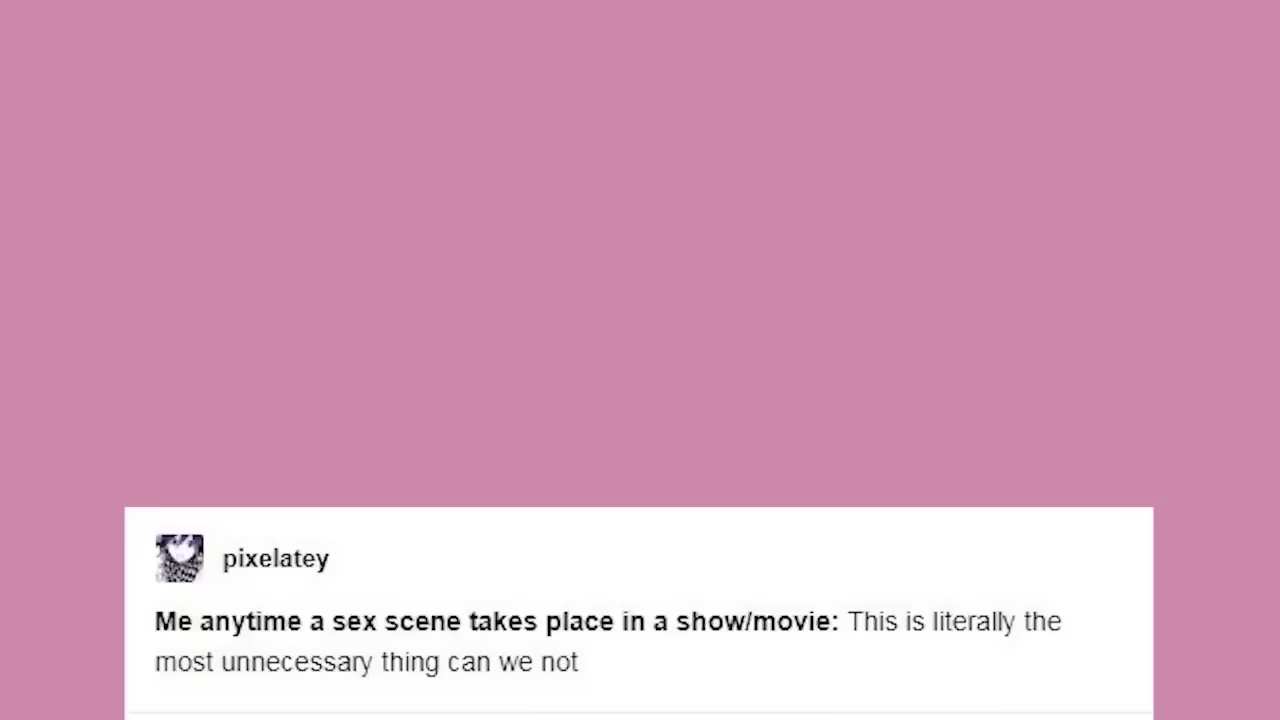 pixelatey
Me anytime a sex scene takes place in a show/movie: This is literally the
most unnecessary thing can we not